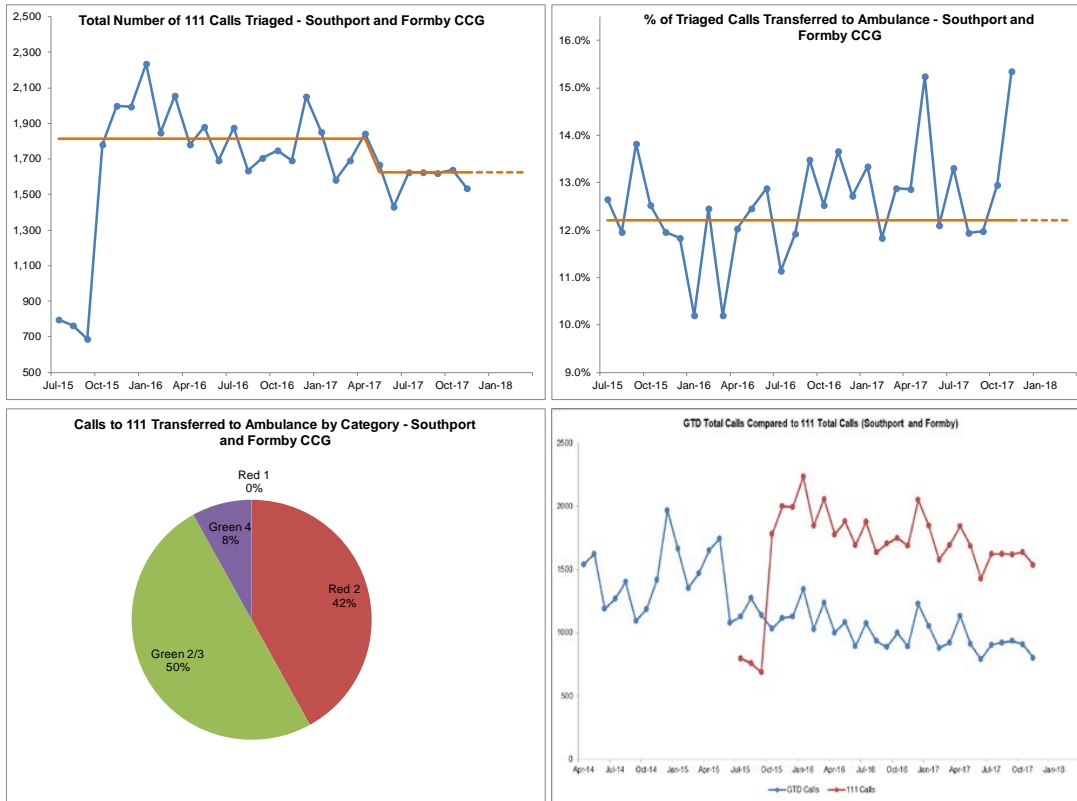 Total Number of 111 Calls Triaged - Southport and Formby CCG
2,500
2,300
2,100
1,900
1,700
1,500
1,300
1,100
900
700
500
Jul-15 Oct-15 Jan-16 Apr-16 Jul-16 Oct-16 Jan-17 Apr-17 Jul-17 Oct-17 Jan-18
% of Triaged Calls Transferred to Ambulance - Southport and
Formby CCG
16.0%
15.0%
14.0%
13.0%
12.0%
11.0%
10.0%
9.0%
Jul-15 Oct-15 Jan-16 Apr-16 Jul-16 Oct-16 Jan-17 Apr-17 Jul-17 Oct-17 Jan-18
Calls to 111 Transferred to Ambulance by Category - Southport
and Formby CCG
Red 1
0%
Green 4
8%
Red 2
42%
Green 2/3
50%
GTD Total Calls Compared to 111 Total Calls (Southport and Formby)
2500
2000
1500
1000
500
0
Apr-14 Jul-14 Oct-14 Jan-15 Apr-15 Jul-15 Oct-15 Jan-16 Apr-16 Jul-16 Oct-16 Jan-17 Apr-17 Jul-17 Oct-17 Jan-18
GTD Calls 111 Calls